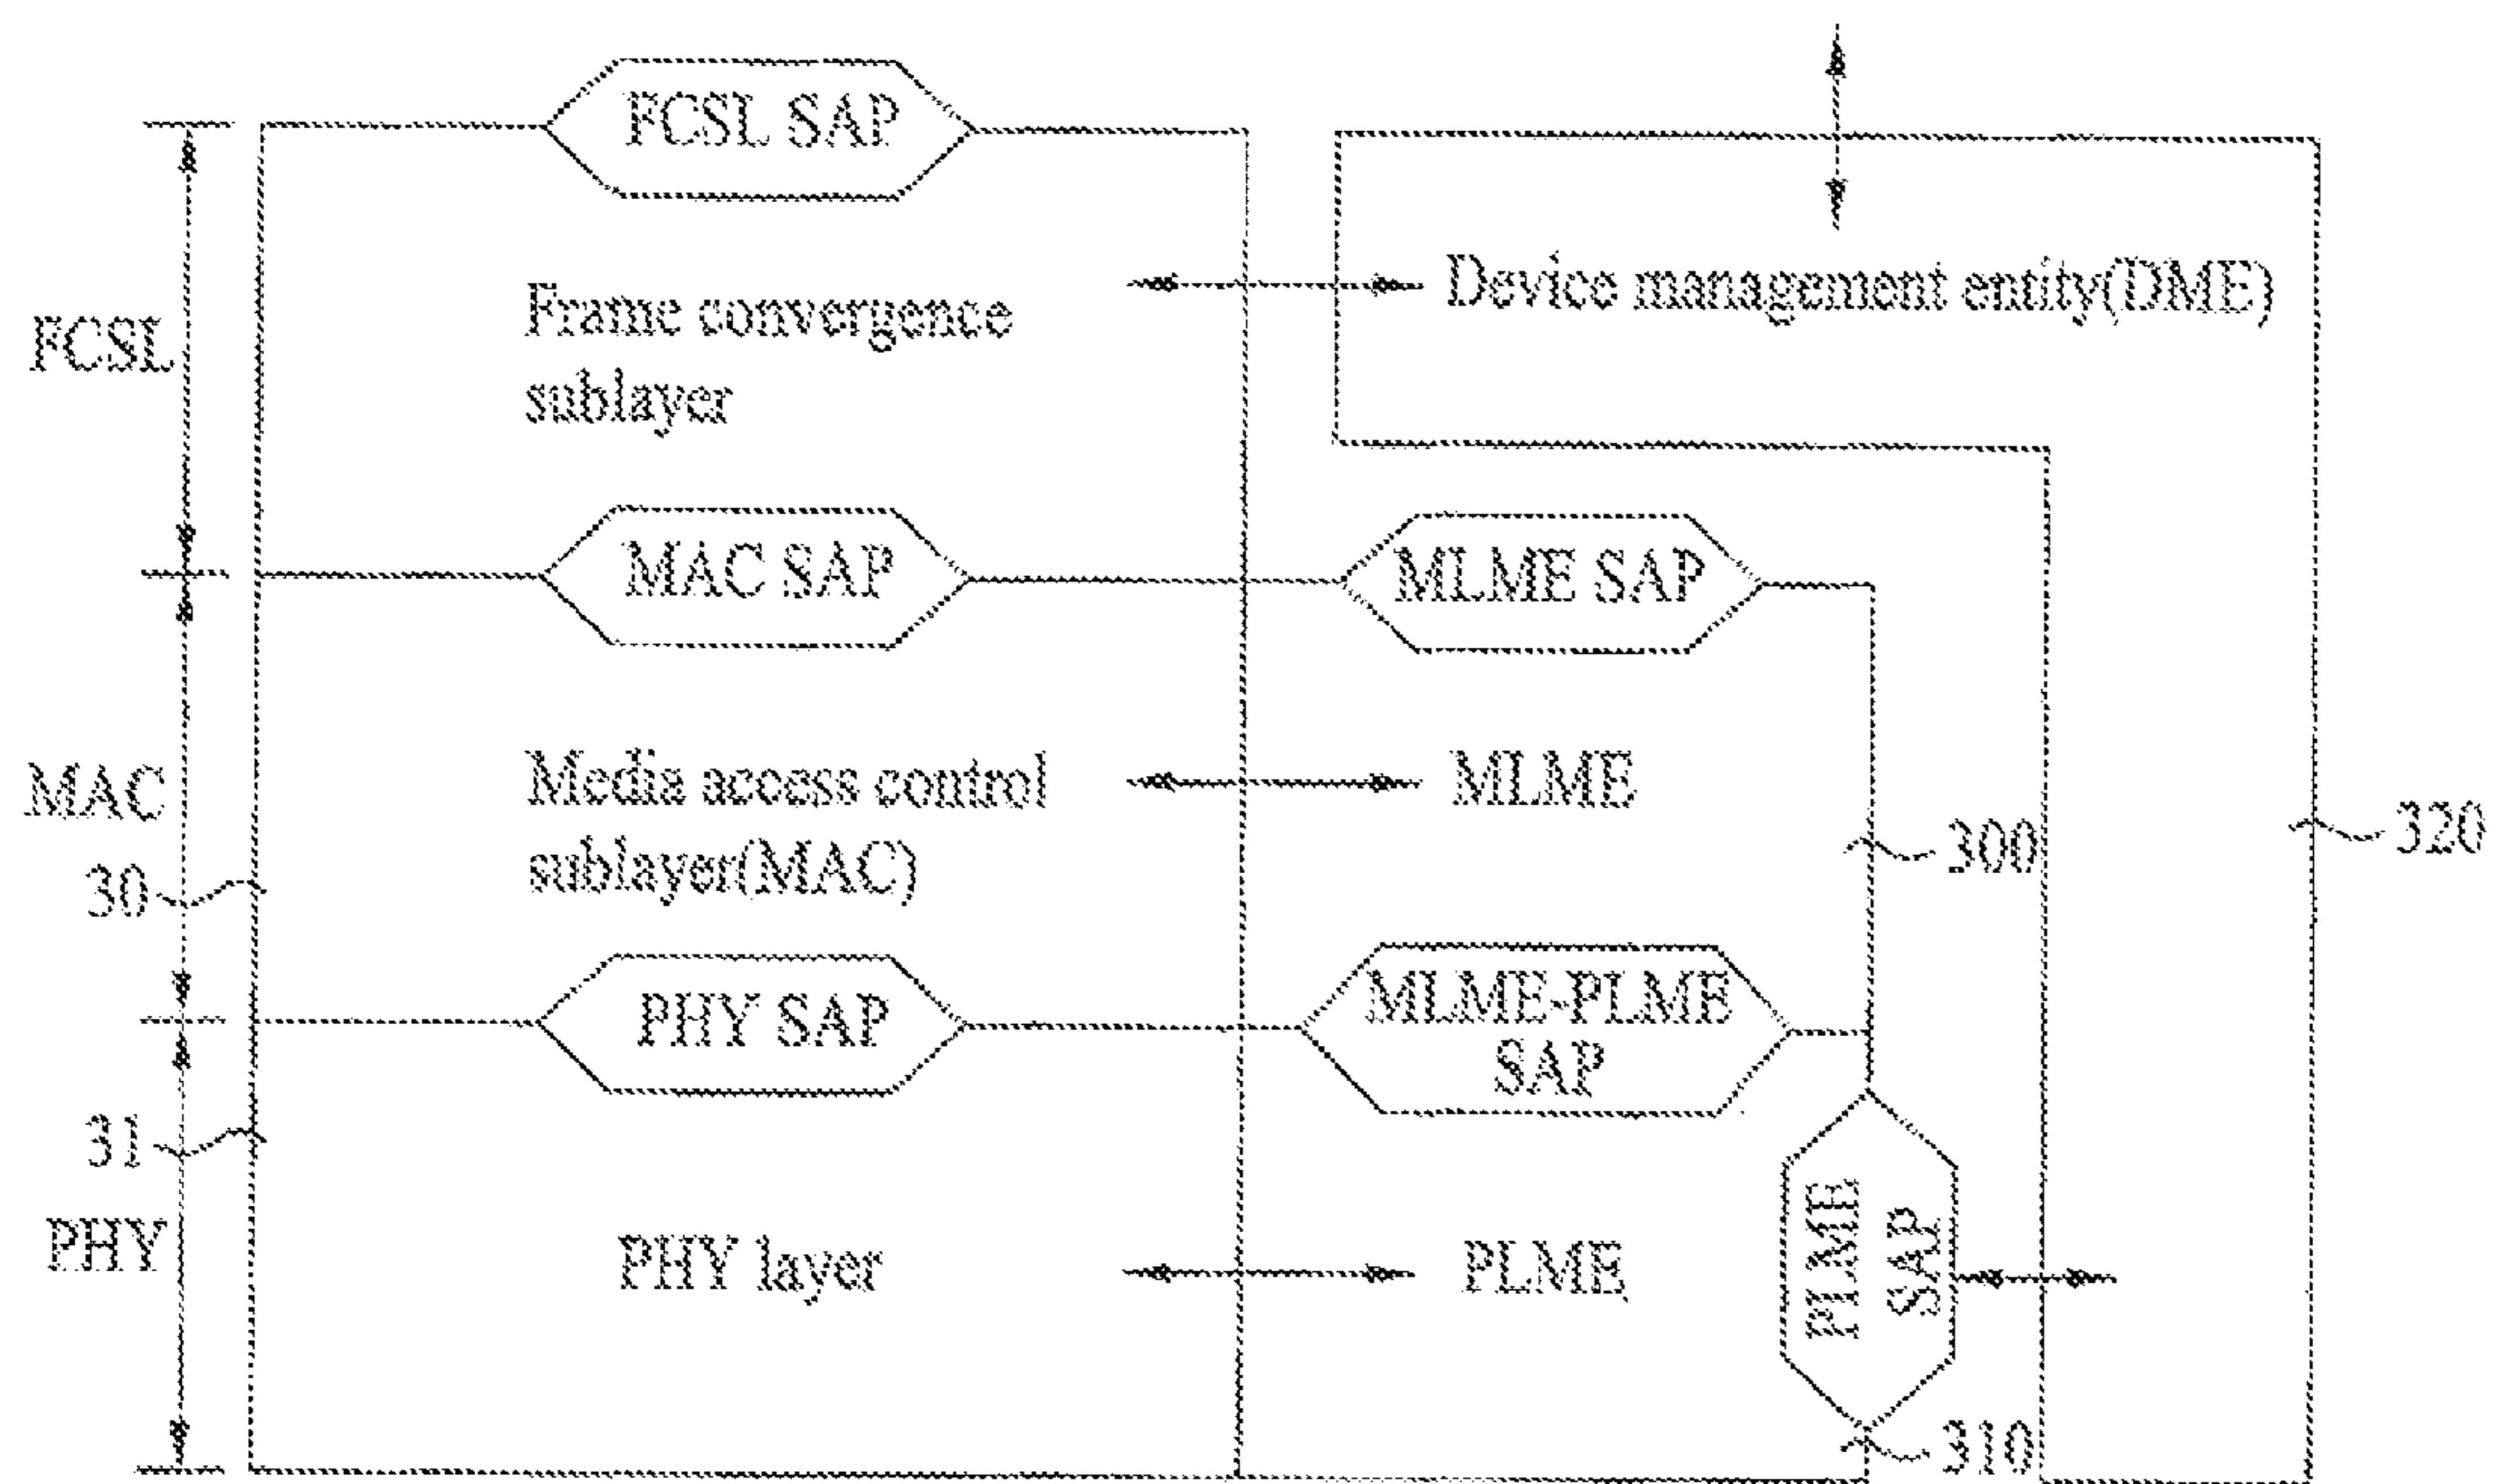 FCSL SAP
FCSL
Frame convergence
sublayer
Device management entity(DME)
MAC SAP
MLME SAP
MAC
Media access control
sublayer(MAC)
MLME
300
320
30
PHY SAP
MLME-PLME
SAP
31
PHY
PHY layer
PLME
PLME
SAP
310